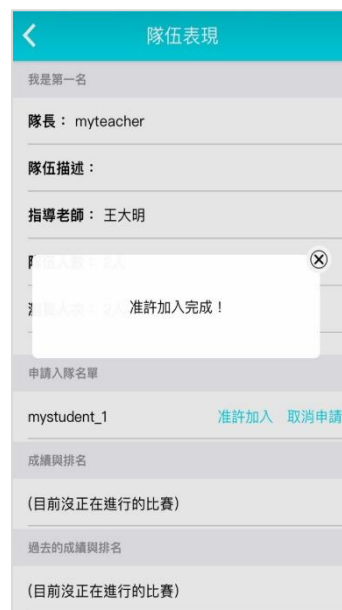 隊伍表現
我是第一名
隊長： myteacher
隊伍描述：
指導老師： 王大明
准許加入完成！
申請入隊名單
mystudent_1 准許加入 取消申請
成績與排名
(目前沒正在進行的比賽)
過去的成績與排名
(目前沒正在進行的比賽)